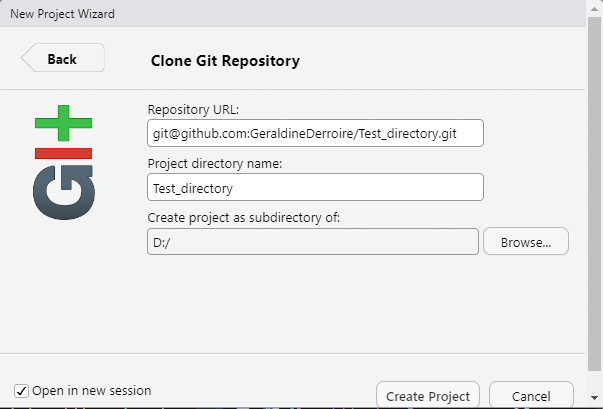 New Project Wizard
Back
Clone Git Repository
GIt
Repository URL:
git@github.com:GeraldineDerroire/Test_directory.git
Project directory name:
Test_directory
Create project as subdirectory of:
D:/
Browse...
Open in new session
Create Project
Cancel